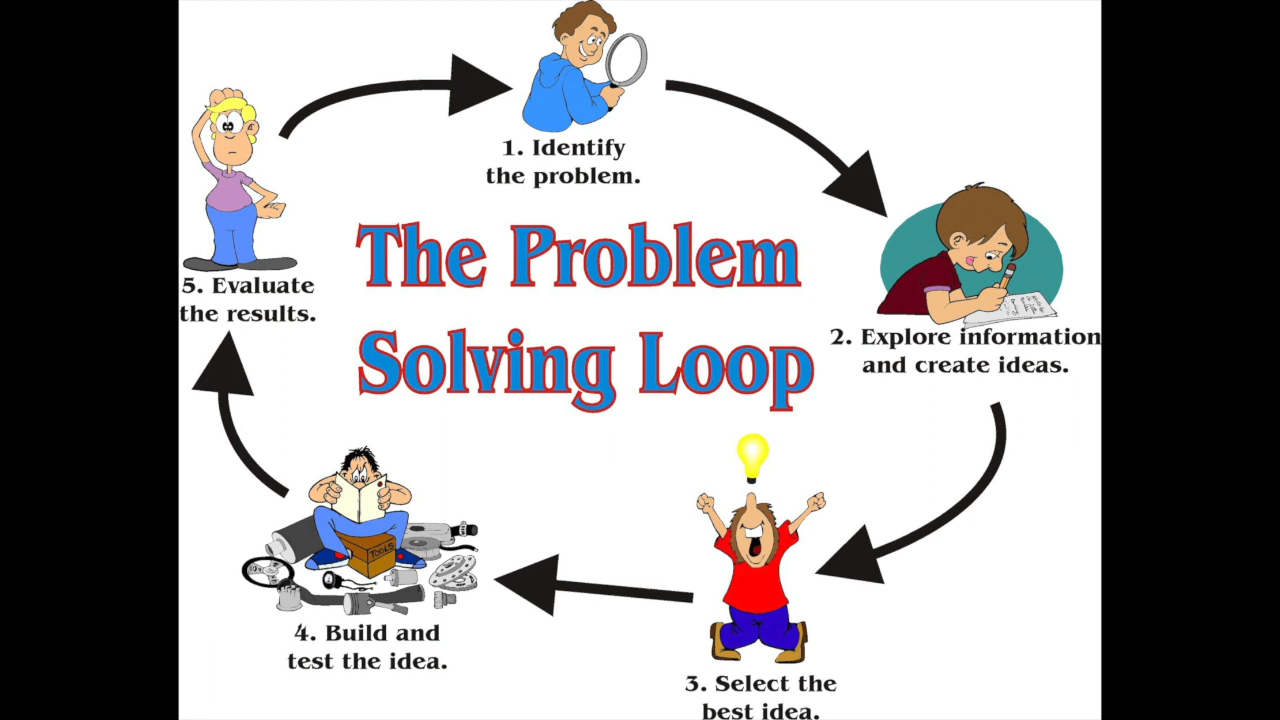 1. Identify
the problem.
The Problem
Solving Loop
2. Explore information
and create ideas.
3. Select the
best idea.
TOOLS
4. Build and
test the idea.
5. Evaluate
the results.